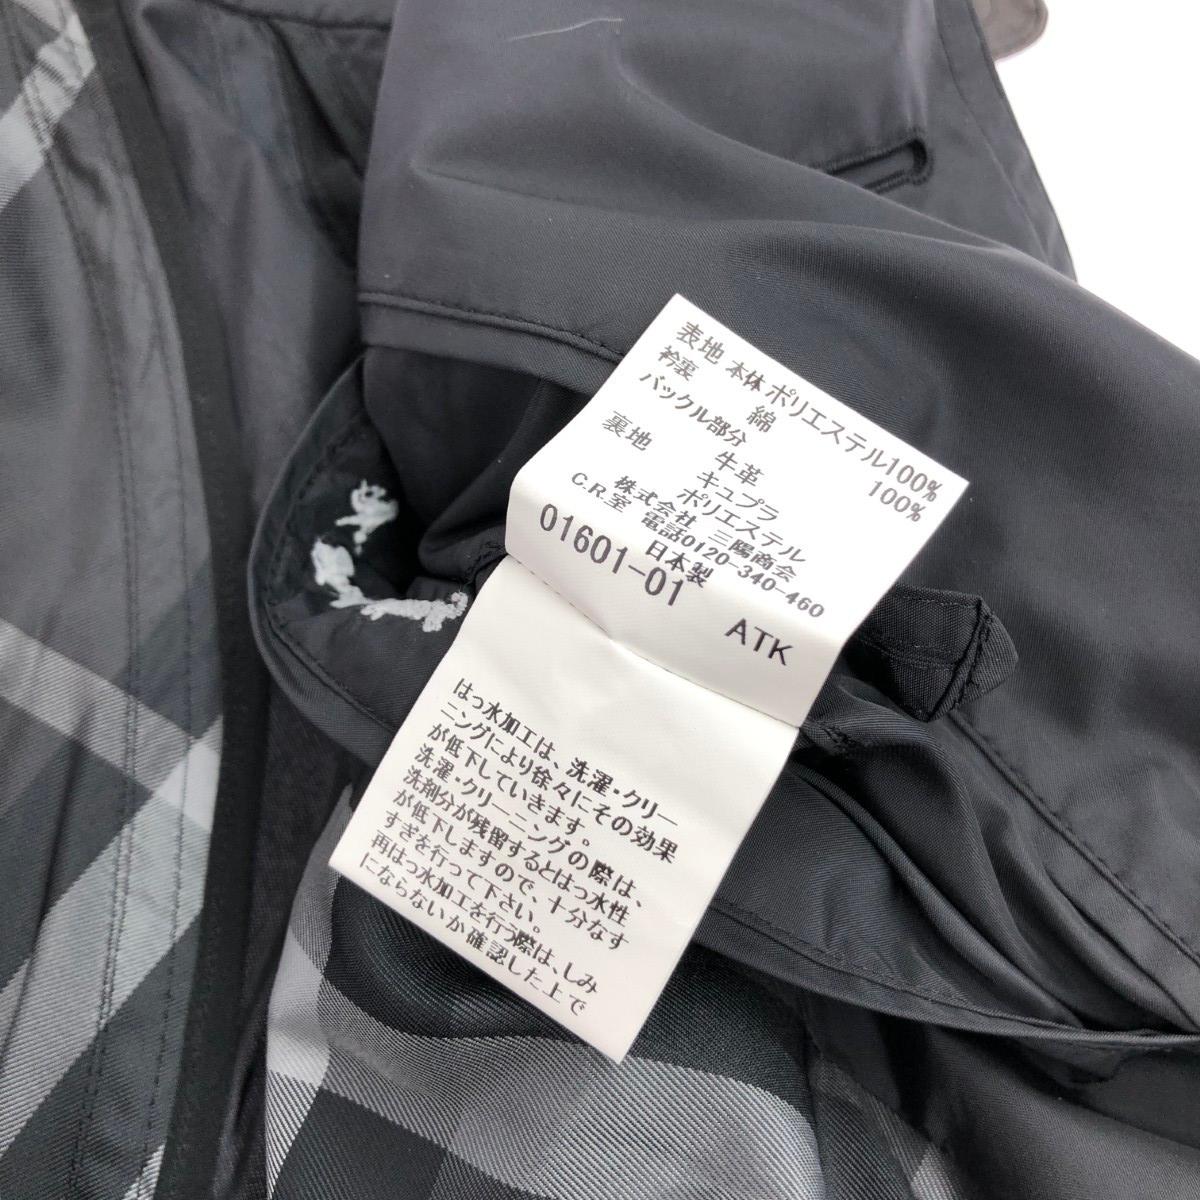 表地 本体 ポリエステル100%
衿裏 綿 100%
バックル部分
牛革
裏地 キュプラ
ポリエステル
株式会社 三陽商会
C.R.室 電話0120-340-460
日本製
01601-01
ATK
はっ水加工は、洗濯・クリー
ニングにより徐々にその効果
が低下していきます。
洗濯・クリーニングの際は、
洗剤分が残留するとはっ水性
が低下しますので、十分なす
すぎを行って下さい。
再はっ水加工を行う際は、しみ
にならないか確認した上で